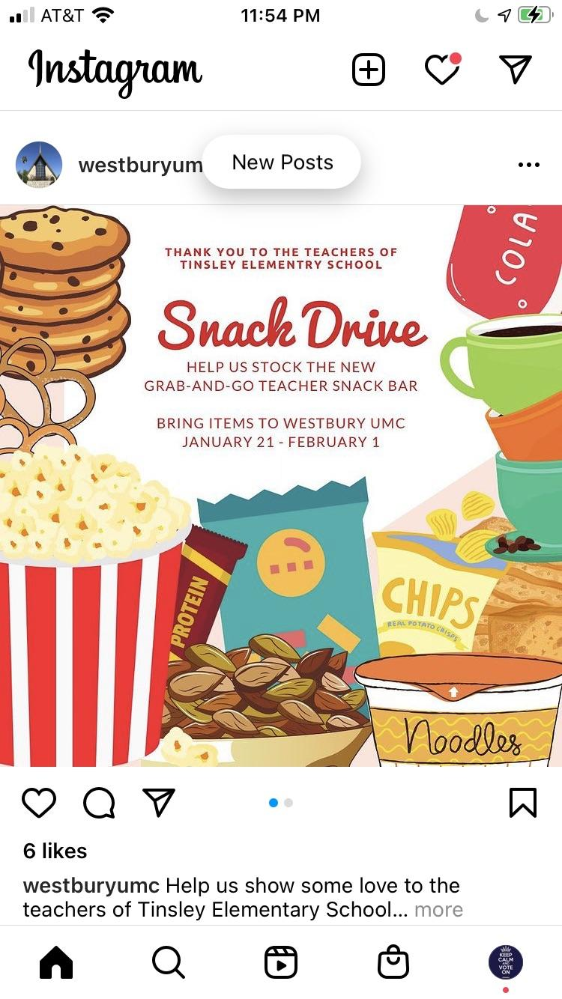 AT&T 11:54 PM
Instagram
westburyum
New Posts
THANK YOU TO THE TEACHERS OF
TINSLEY ELEMENTRY SCHOOL
COLA
Snack Drive
HELP US STOCK THE NEW
GRAB-AND-GO TEACHER SNACK BAR
BRING ITEMS TO WESTBURY UMC
JANUARY 21 - FEBRUARY 1
PROTEIN
CHIPS
REAL POTATO CRISPS
Noodles
6 likes
westburyumc Help us show some love to the
teachers of Tinsley Elementary School... more
KEEP
CALM
AND
VOTE
ON